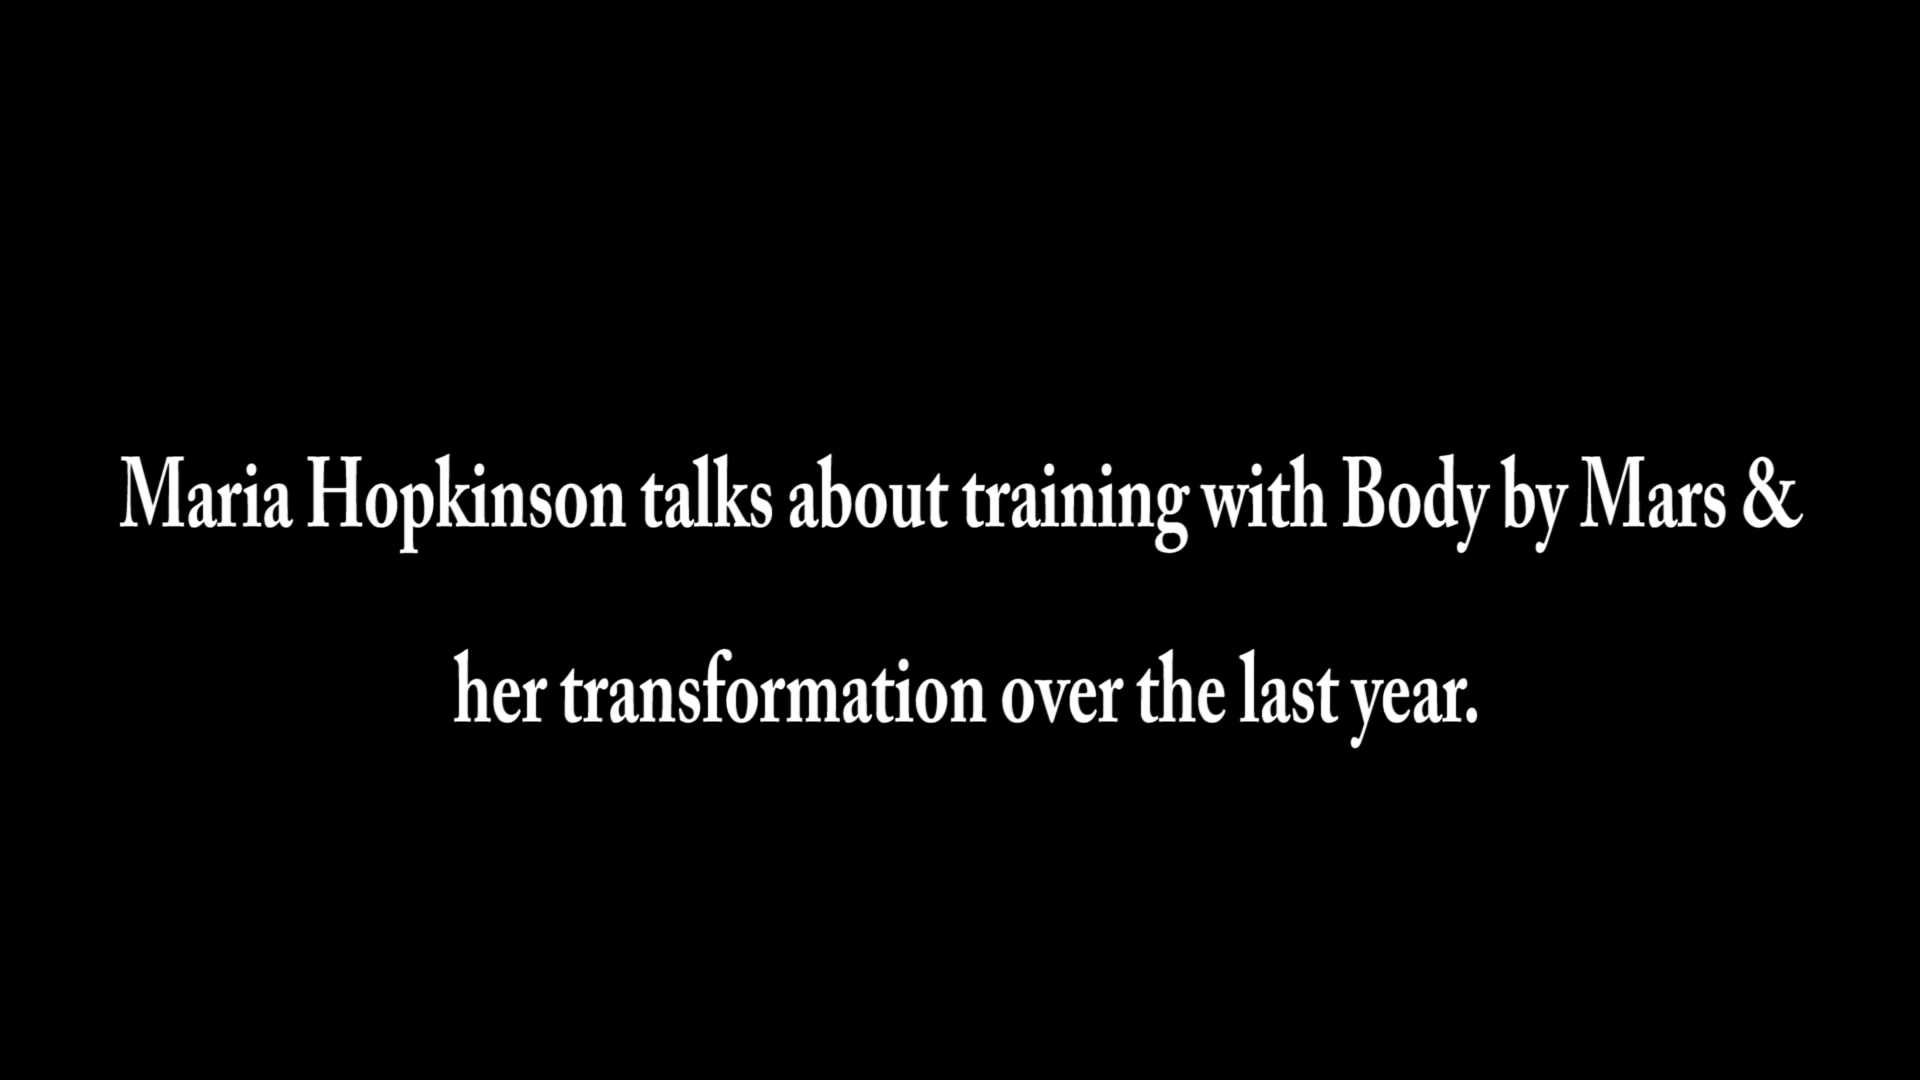 Maria Hopkinson talks about training with Body by Mars &
her transformation over the last year.